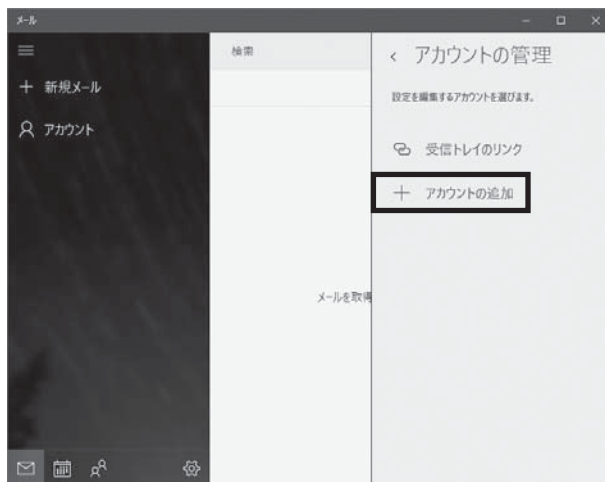 メール
新規メール
アカウント
検索
メールを取得
アカウントの管理
設定を編集するアカウントを選びます。
受信トレイのリンク
アカウントの追加